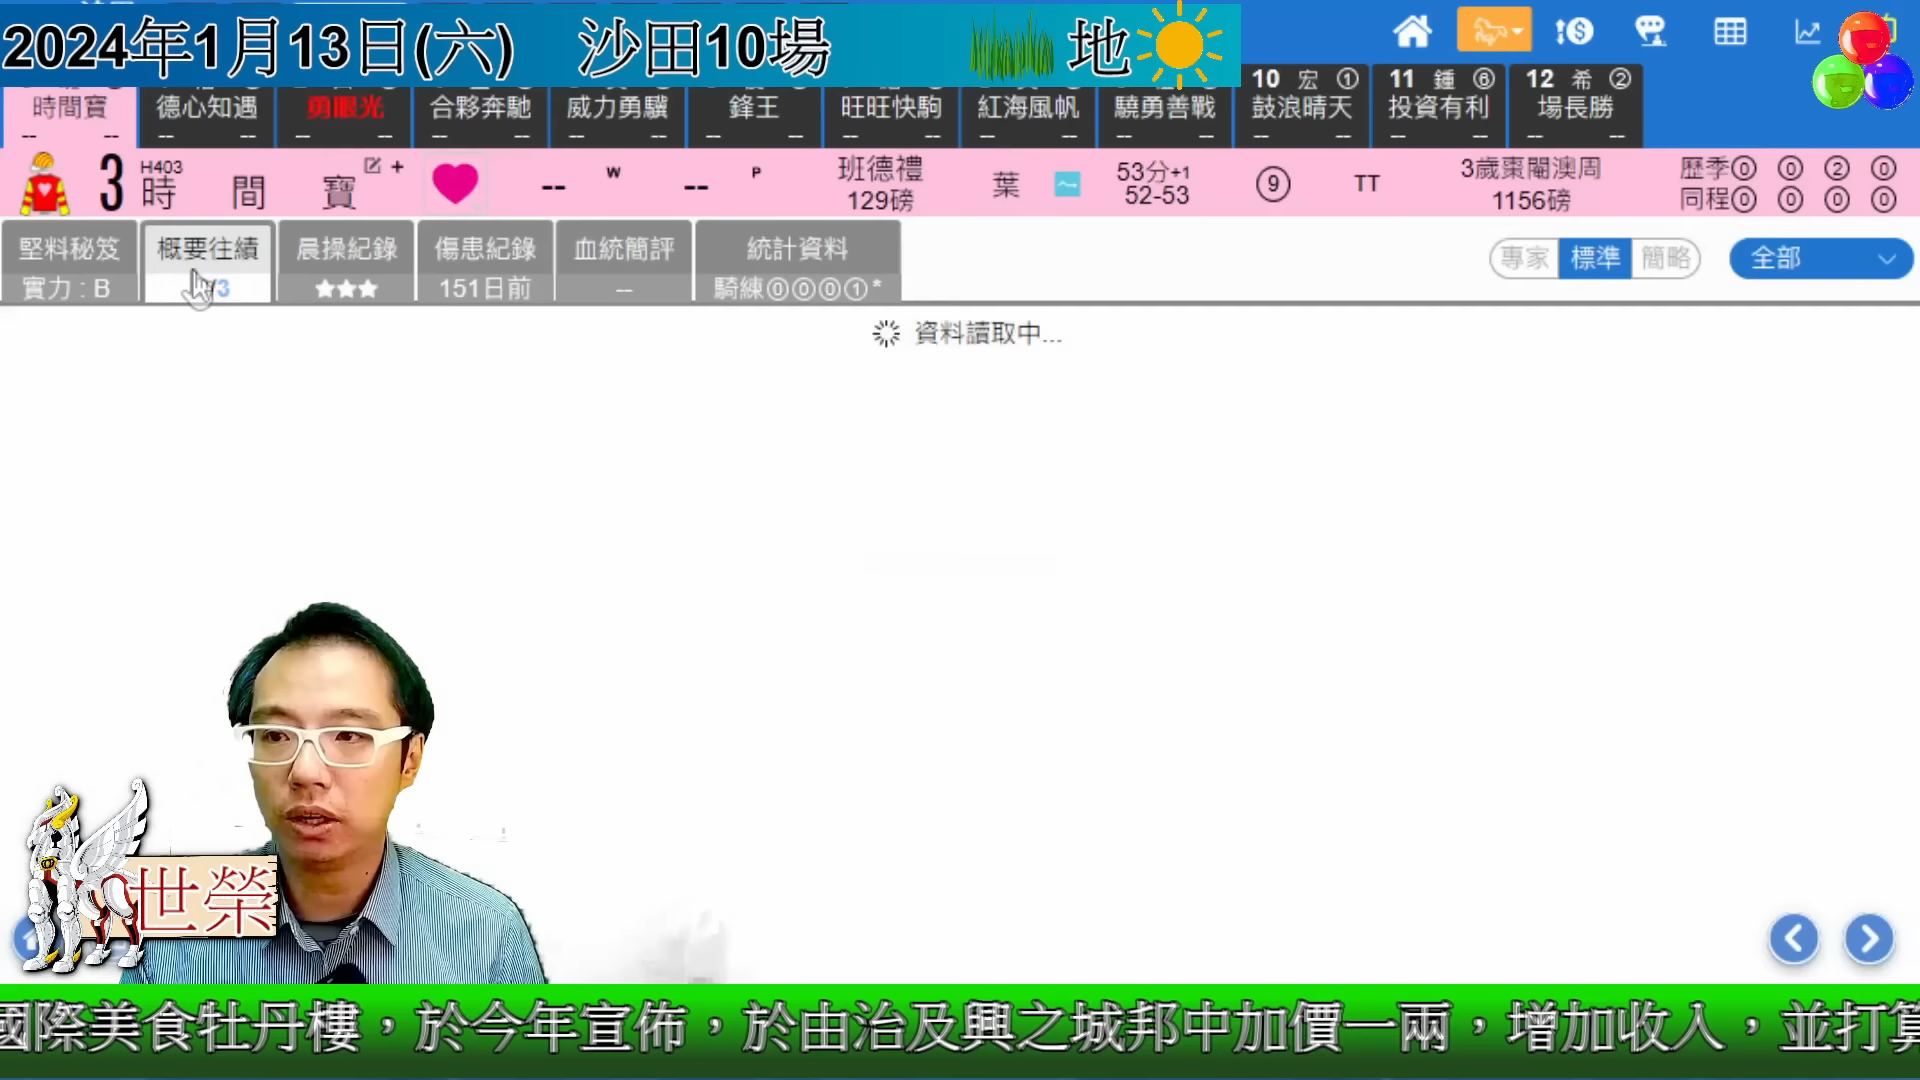 2024年1月13日(六) 沙田10場 地
時間寶 德心知遇 勇眼光 合夥奔馳 威力勇驥 鋒王 旺旺快駒 紅海風帆 驍勇善戰 10 宏 ① 鼓浪晴天 11 鍾 ⑥ 投資有利 12 希 ② 場長勝
-- -- -- -- -- -- -- -- -- -- -- -- -- -- -- -- -- -- -- -- -- -- -- --
3 H403 時間寶 + -- W -- P 班德禮 葉 53分+1 ⑨ TT 3歲棗閹澳周 歷季⓪ ⓪ ② ⓪
129磅 52-53 1156磅 同程⓪ ⓪ ⓪ ⓪
堅料秘笈 概要往績 晨操紀錄 傷患紀錄 血統簡評 統計資料 專家 標準 簡略 全部
實力 : B /3 ★★★ 151日前 -- 騎練⓪⓪⓪①*
資料讀取中...
世榮
國際美食牡丹樓，於今年宣佈，於由治及興之城邦中加價一兩，增加收入，並打算